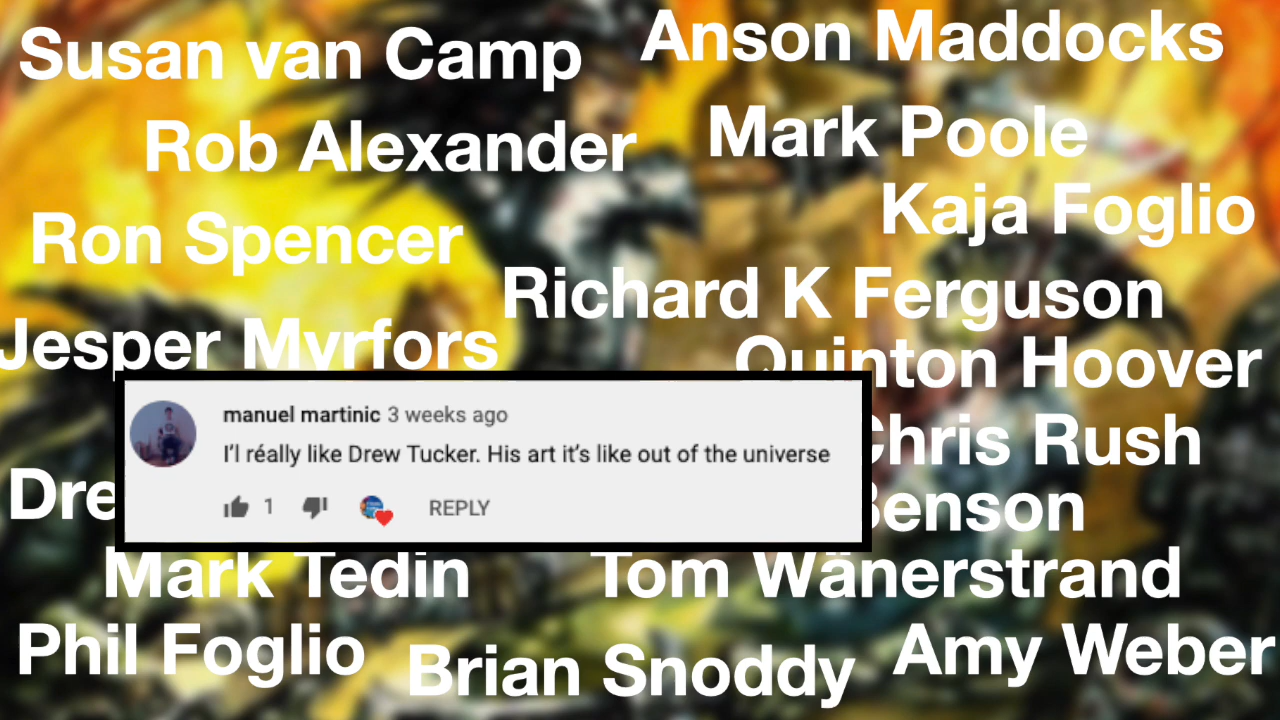 Susan van Camp
Anson Maddocks
Rob Alexander
Mark Poole
Ron Spencer
Kaja Foglio
Richard K Ferguson
Jesper Myrfors
Quinton Hoover
manuel martinic 3 weeks ago
Chris Rush
I'l réally like Drew Tucker. His art it's like out of the universe
Dre
Benson
1
REPLY
Mark Tedin
Tom Wänerstrand
Phil Foglio
Brian Snoddy
Amy Weber